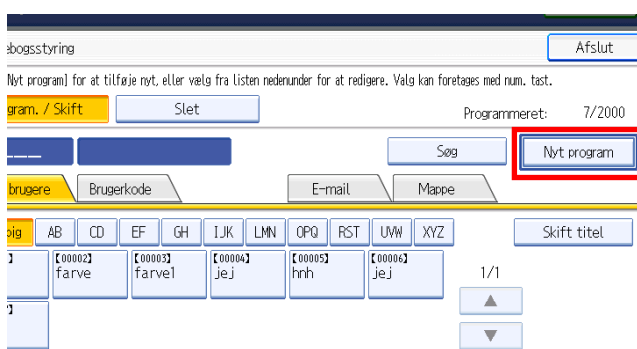 ebogsstyring
Afslut
Nyt program] for at tilføje nyt, eller vælg fra listen nedenunder for at redigere. Valg kan foretages med num. tast.
gram. / Skift
Slet
Programmeret: 7/2000
Søg
Nyt program
brugere
Brugerkode
E-mail
Mappe
AB CD EF GH IJK LMN OPQ RST UVW XYZ
Skift titel
【00002】 【00003】 【00004】 【00005】 【00006】
farve farve1 jej hnh jej
1/1
▲
▼